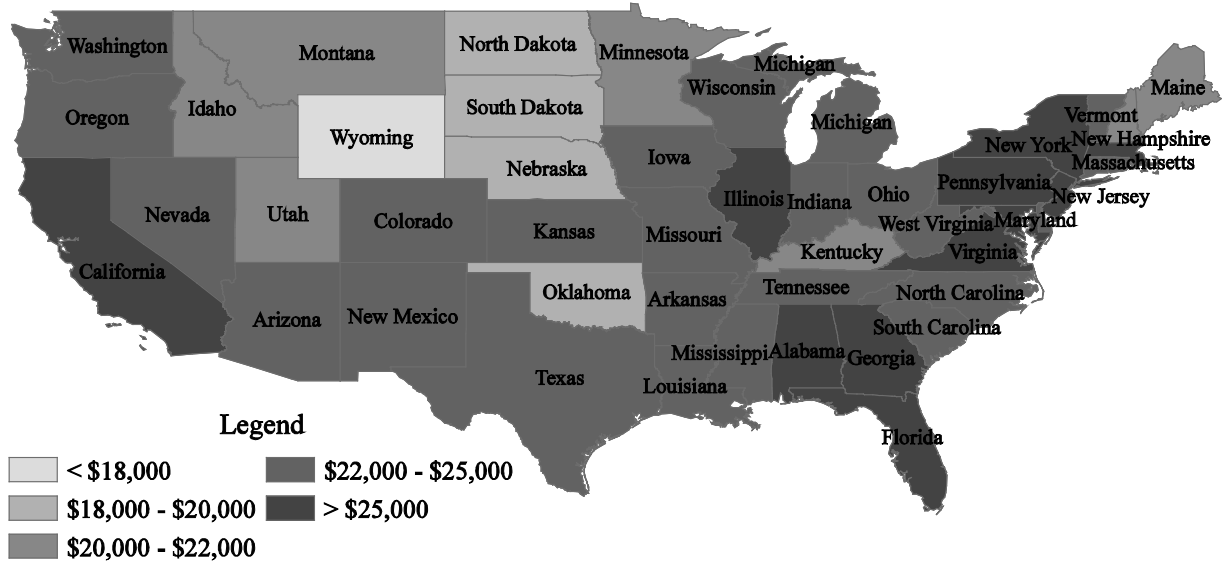 Washington
Montana
North Dakota
Minnesota
Michigan
Wisconsin
Maine
Oregon
Idaho
South Dakota
Michigan
Vermont
Wyoming
New York
New Hampshire
Massachusetts
Iowa
Nebraska
Pennsylvania
Illinois
Indiana
Ohio
New Jersey
Nevada
Utah
Colorado
Kansas
Missouri
West Virginia
Maryland
Kentucky
Virginia
California
Oklahoma
Arkansas
Tennessee
North Carolina
Arizona
New Mexico
South Carolina
Mississippi
Alabama
Georgia
Texas
Louisiana
Florida
Legend
< $18,000
$18,000 - $20,000
$20,000 - $22,000
$22,000 - $25,000
> $25,000